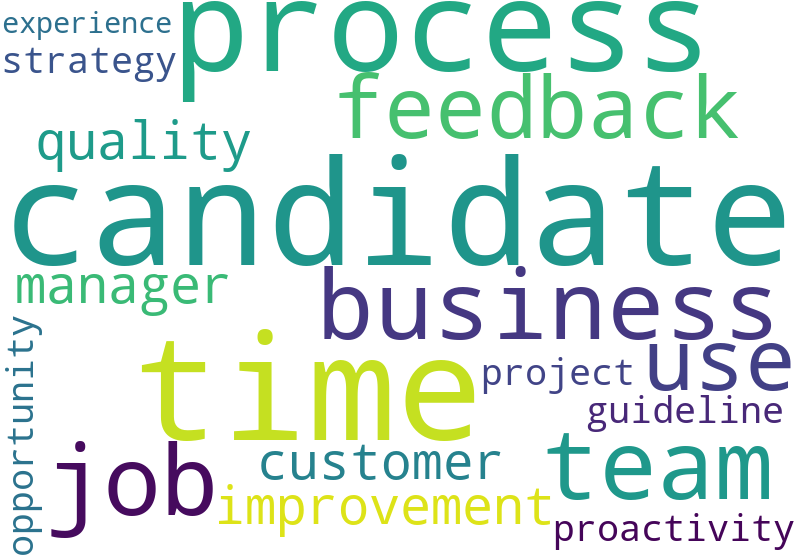 experience
process
strategy
feedback
quality
candidate
manager
business
opportunity
time
project
use
guideline
job
customer
team
improvement
proactivity